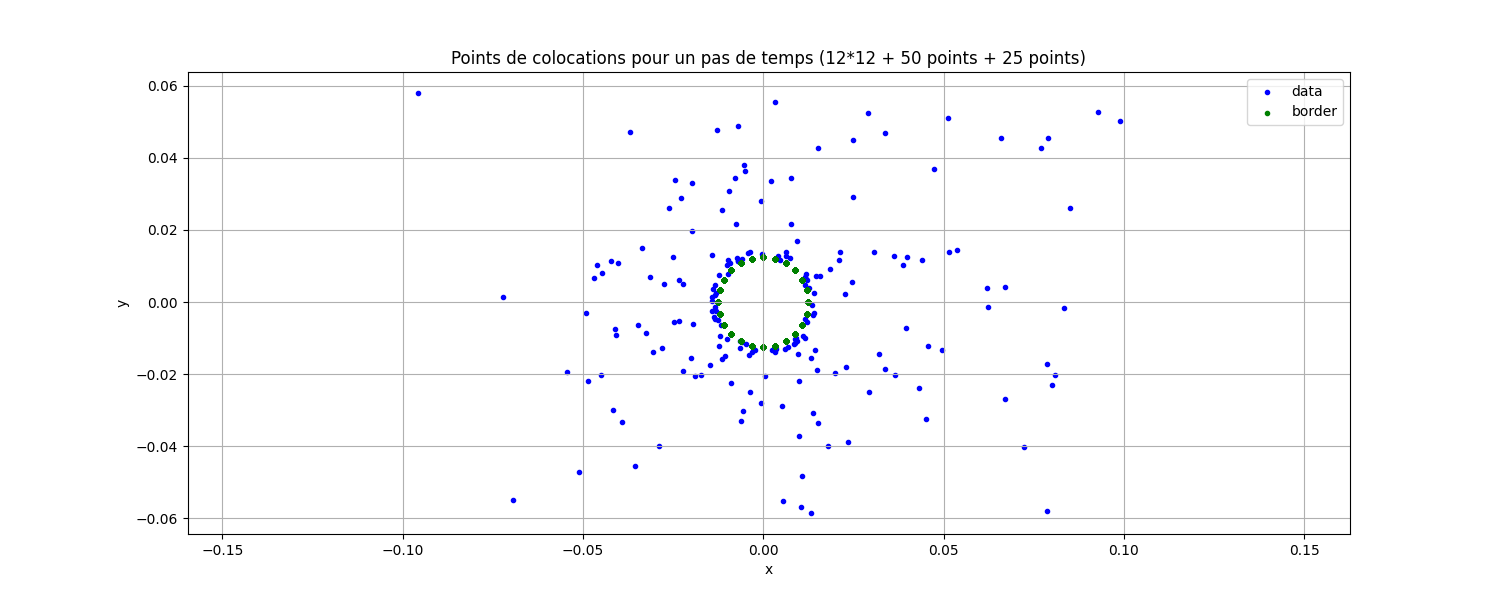 Points de colocations pour un pas de temps (12*12 + 50 points + 25 points)
data
border
0.06
0.04
0.02
0.00
−0.02
−0.04
−0.06
y
−0.15
−0.10
−0.05
0.00
0.05
0.10
0.15
x